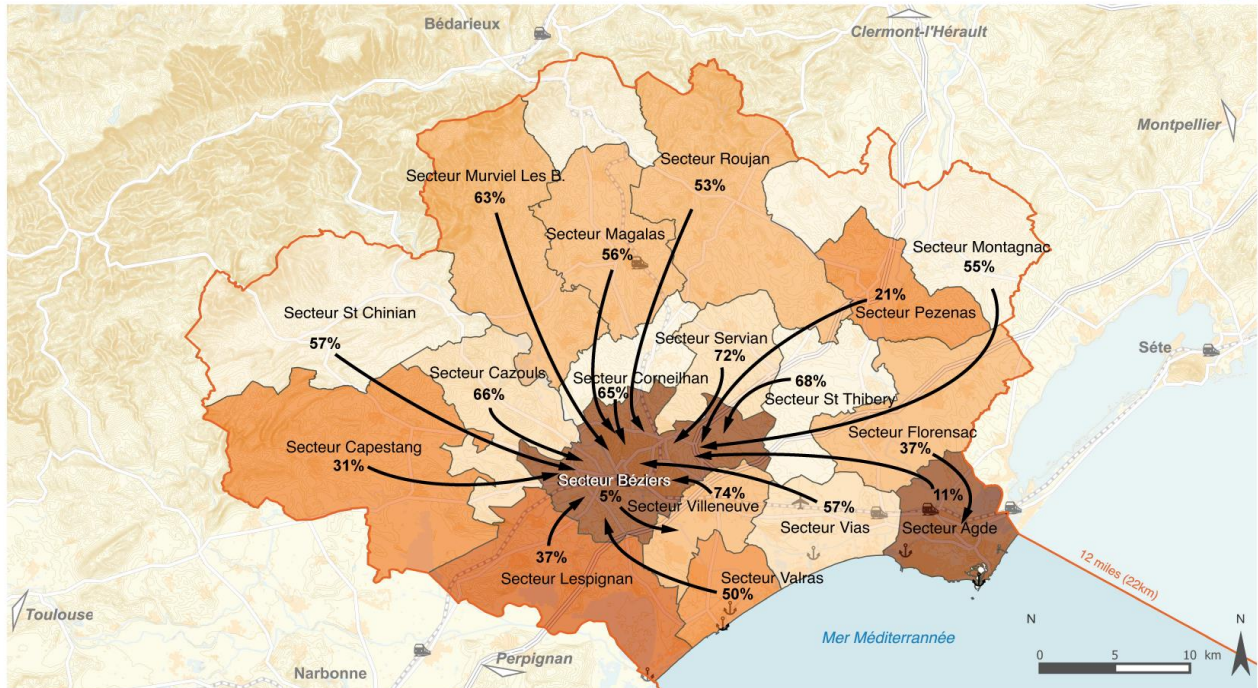 Bédarieux
Clermont-l'Hérault
Montpellier
Secteur Roujan
53%
Secteur Murviel Les B.
63%
Secteur Magalas
56%
Secteur Montagnac
55%
21%
Secteur Pezenas
Secteur St Chinian
57%
Secteur Servian
72%
Séte
Secteur Cazouls
66%
Secteur Corneilhan
65%
68%
Secteur St Thibery
Secteur Florensac
37%
Secteur Capestang
31%
Secteur Béziers
5%
74%
Secteur Villeneuve
57%
Secteur Vias
11%
Secteur Agde
37%
Secteur Lespignan
Secteur Valras
50%
12 miles (22km)
Toulouse
Mer Méditerrannée
Narbonne
Perpignan
N
N
0 5 10 km